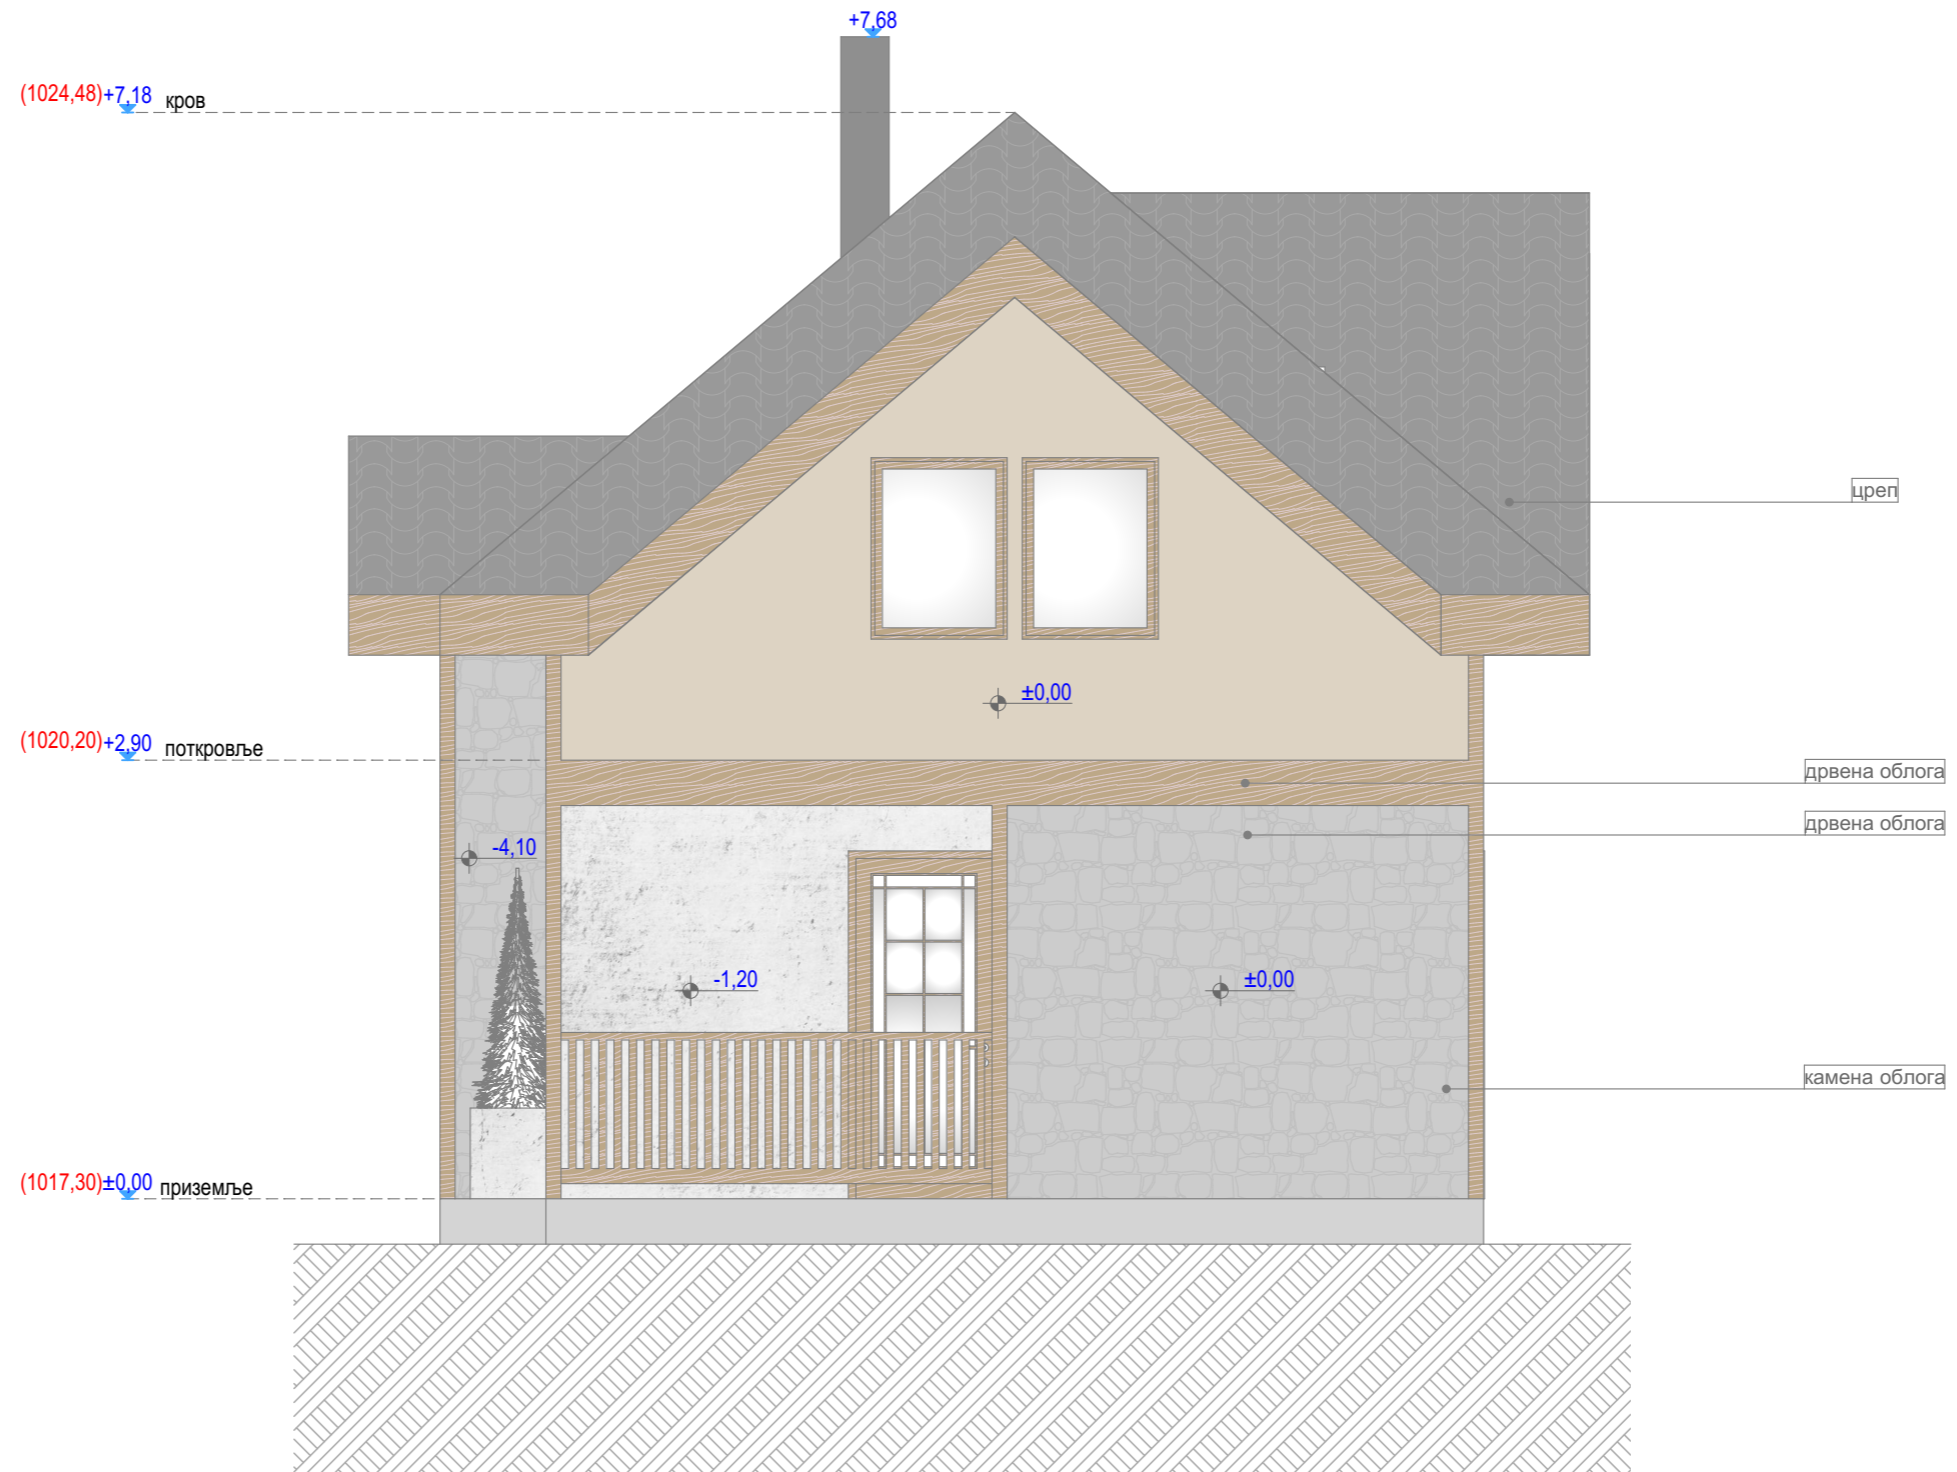 +7,68
(1024,48)+7,18 кров
цреп
±0,00
(1020,20)+2,90 поткровље
дрвена облога
дрвена облога
-4,10
-1,20
±0,00
камена облога
(1017,30)±0,00 приземље